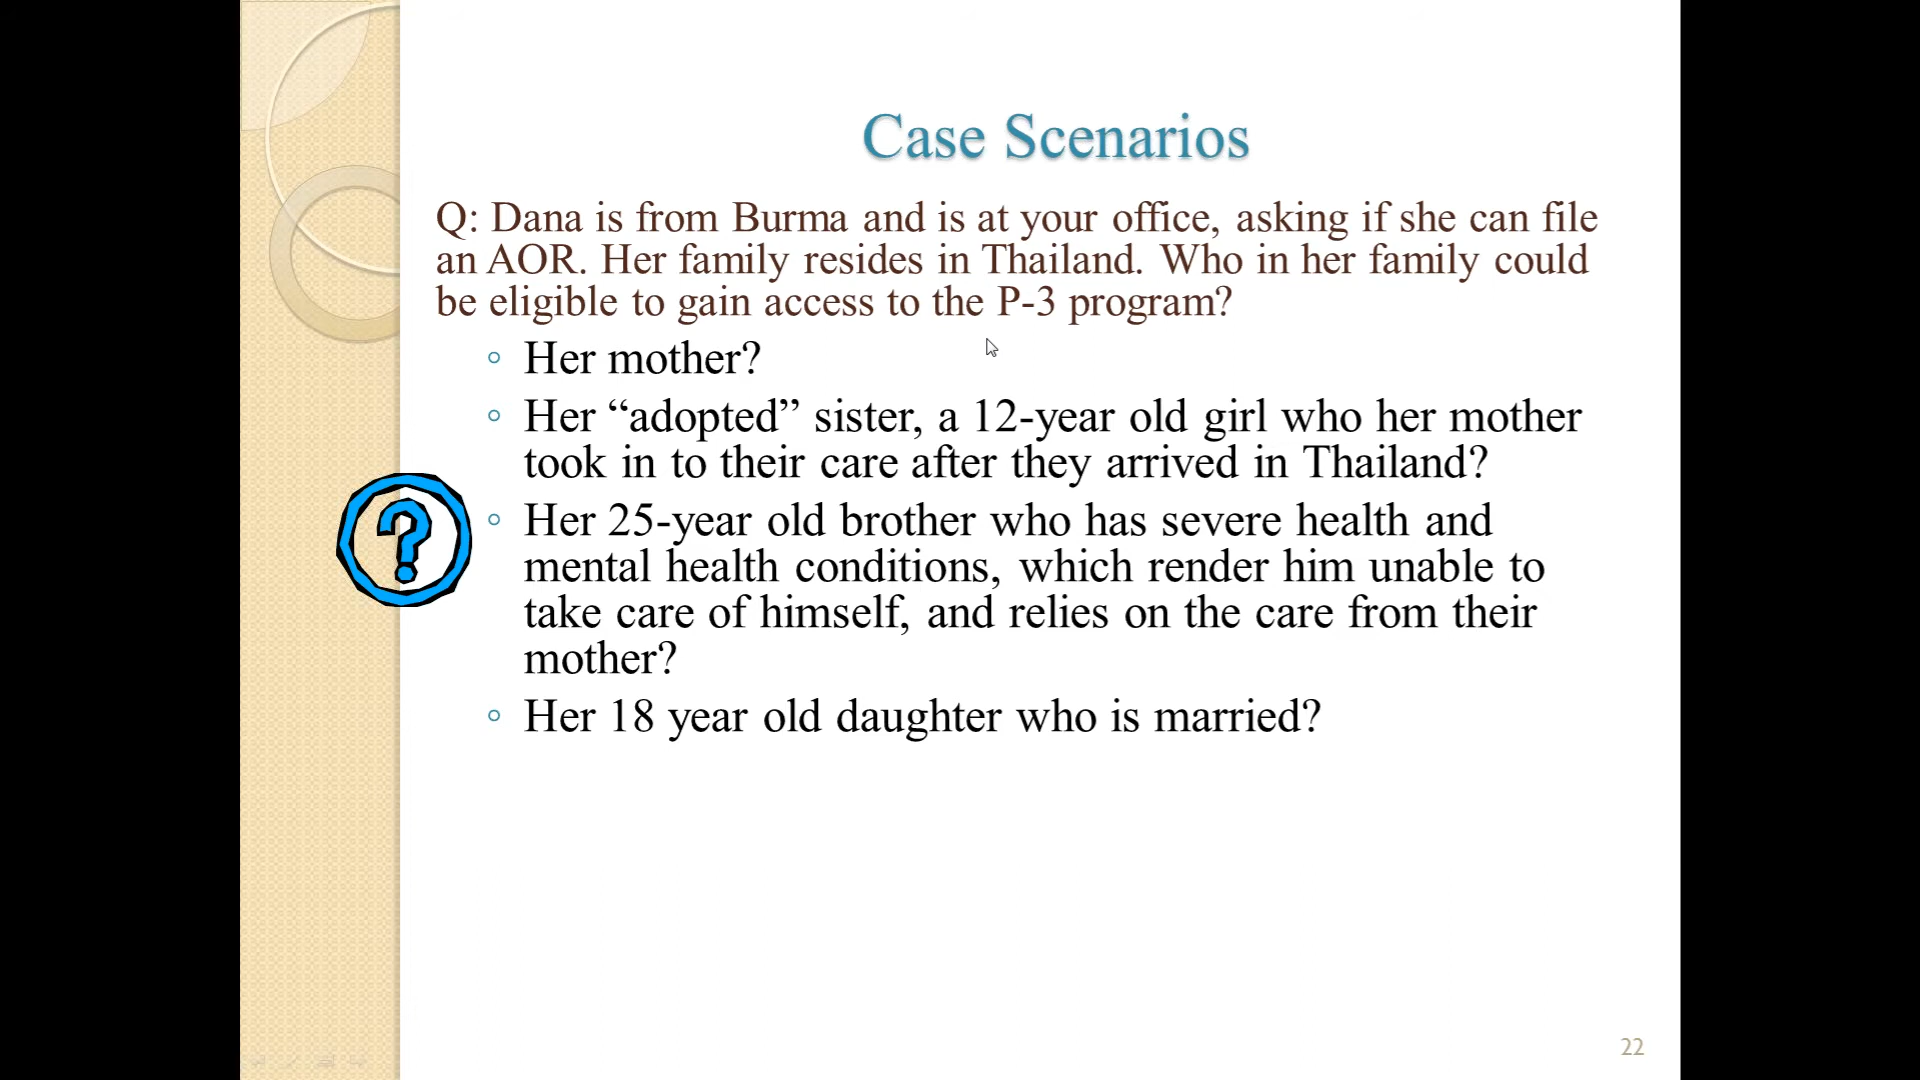 Case Scenarios
Q: Dana is from Burma and is at your office, asking if she can file
an AOR. Her family resides in Thailand. Who in her family could
be eligible to gain access to the P-3 program?
◦ Her mother?
◦ Her “adopted” sister, a 12-year old girl who her mother
took in to their care after they arrived in Thailand?
◦ Her 25-year old brother who has severe health and
mental health conditions, which render him unable to
take care of himself, and relies on the care from their
mother?
◦ Her 18 year old daughter who is married?
?
22